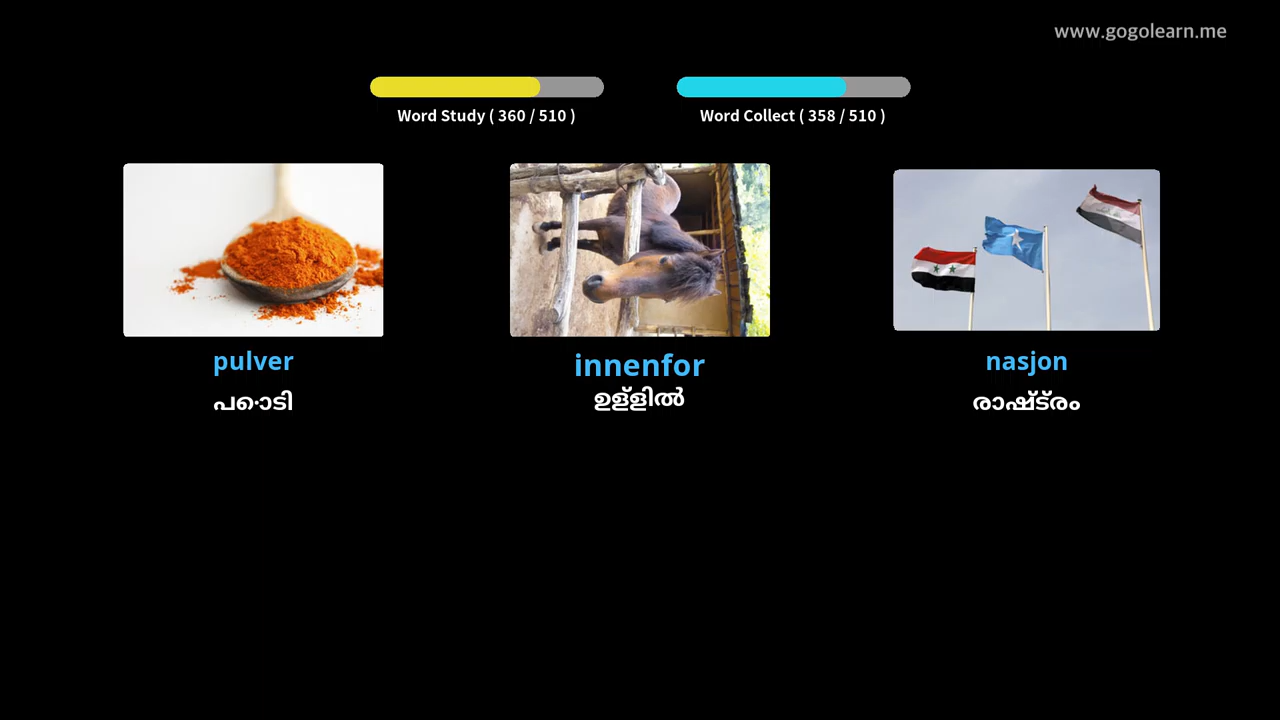 www.gogolearn.me
Word Study ( 360 / 510 )
Word Collect ( 358 / 510 )
pulver
പൊടി
innenfor
ഉള്ളിൽ
nasjon
രാഷ്ട്രം